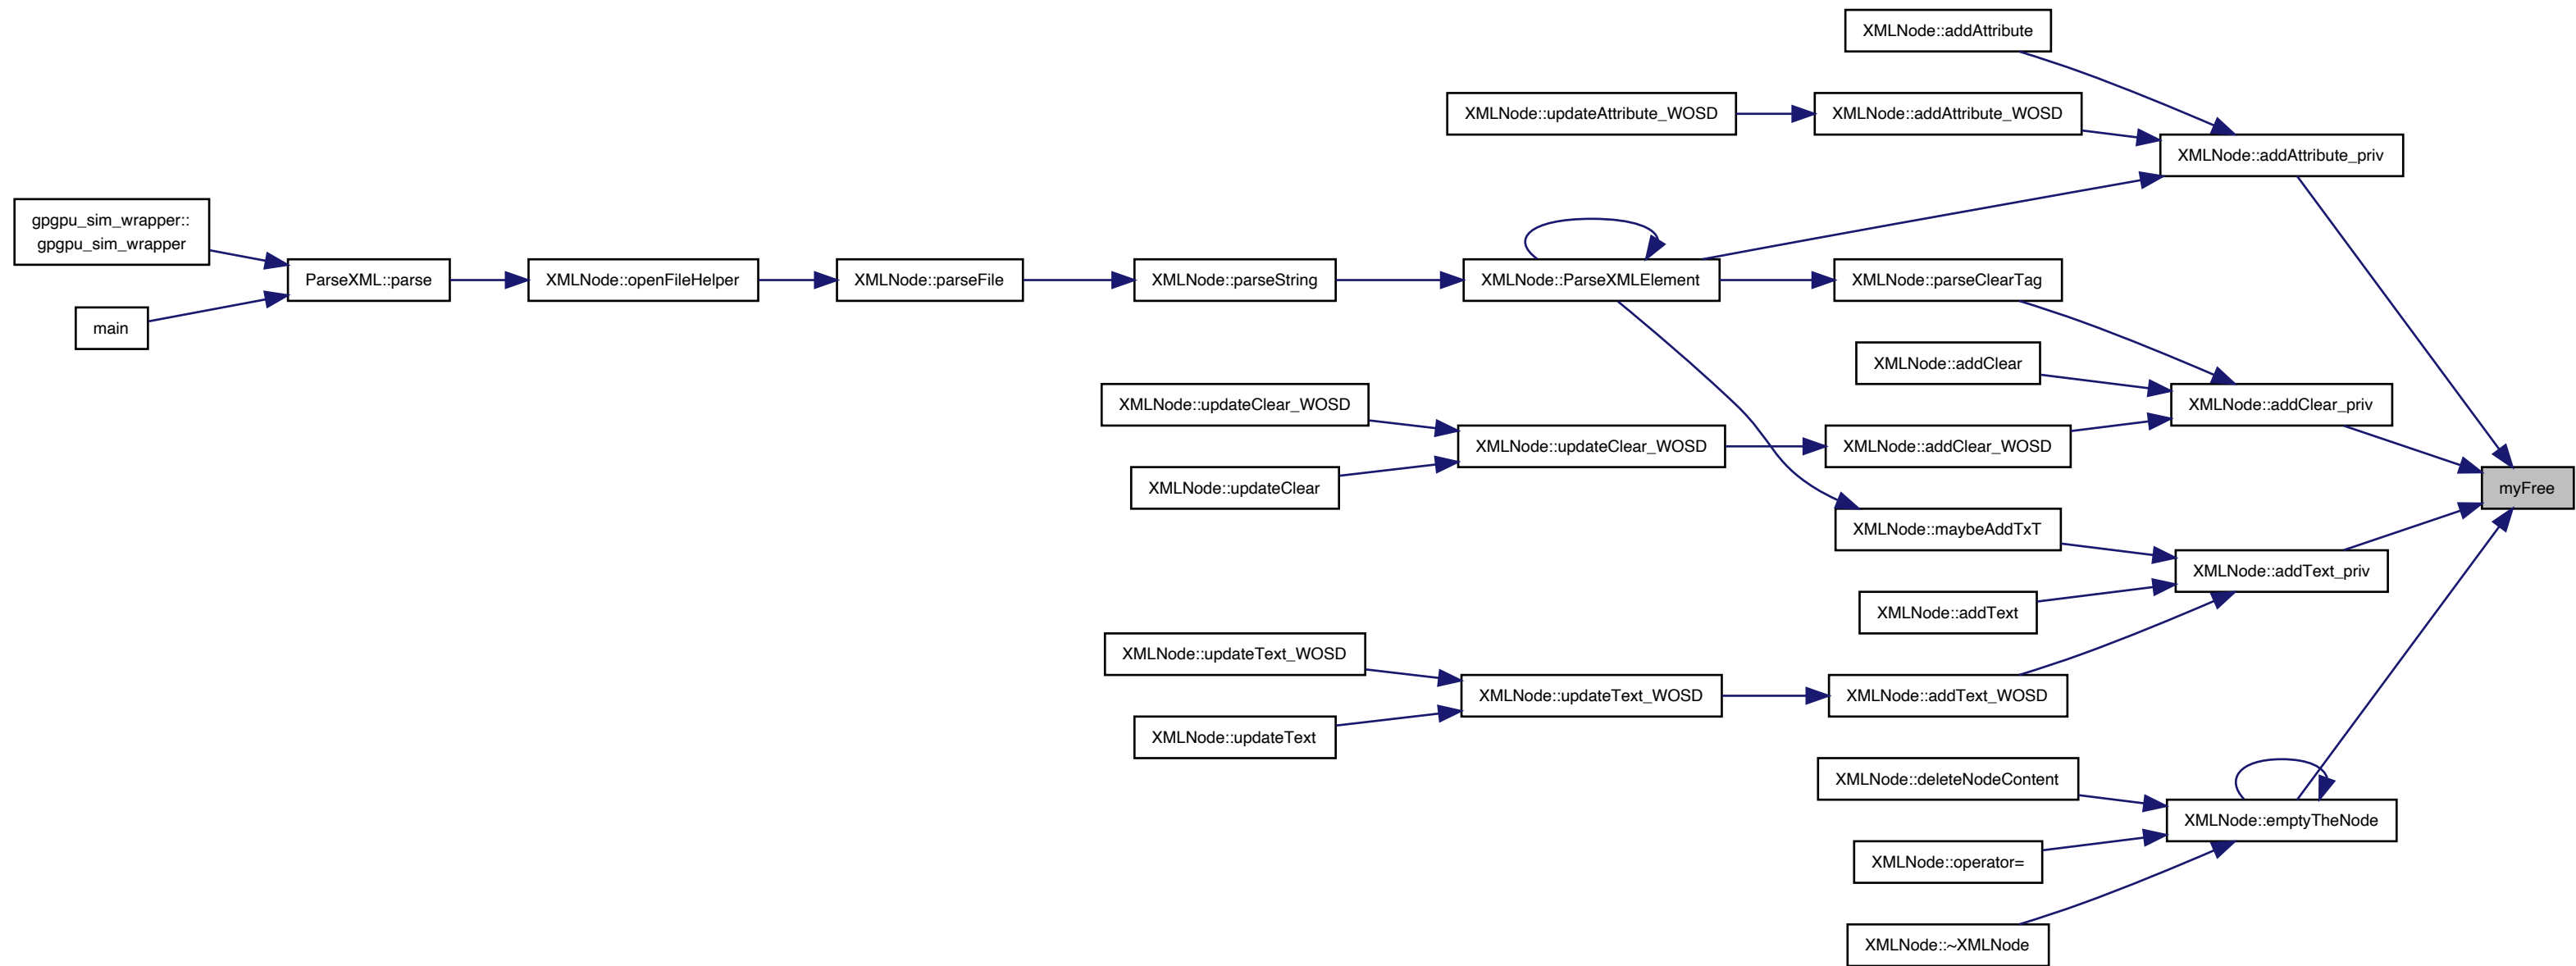 XMLNode::addAttribute
XMLNode::updateAttribute_WOSD
XMLNode::addAttribute_WOSD
XMLNode::addAttribute_priv
gpgpu_sim_wrapper::
gpgpu_sim_wrapper
main
ParseXML::parse
XMLNode::openFileHelper
XMLNode::parseFile
XMLNode::parseString
XMLNode::ParseXMLElement
XMLNode::parseClearTag
XMLNode::addClear
XMLNode::updateClear_WOSD
XMLNode::addClear_priv
XMLNode::updateClear_WOSD
XMLNode::addClear_WOSD
XMLNode::updateClear
myFree
XMLNode::maybeAddTxT
XMLNode::addText_priv
XMLNode::addText
XMLNode::updateText_WOSD
XMLNode::updateText_WOSD
XMLNode::addText_WOSD
XMLNode::updateText
XMLNode::deleteNodeContent
XMLNode::emptyTheNode
XMLNode::operator=
XMLNode::~XMLNode